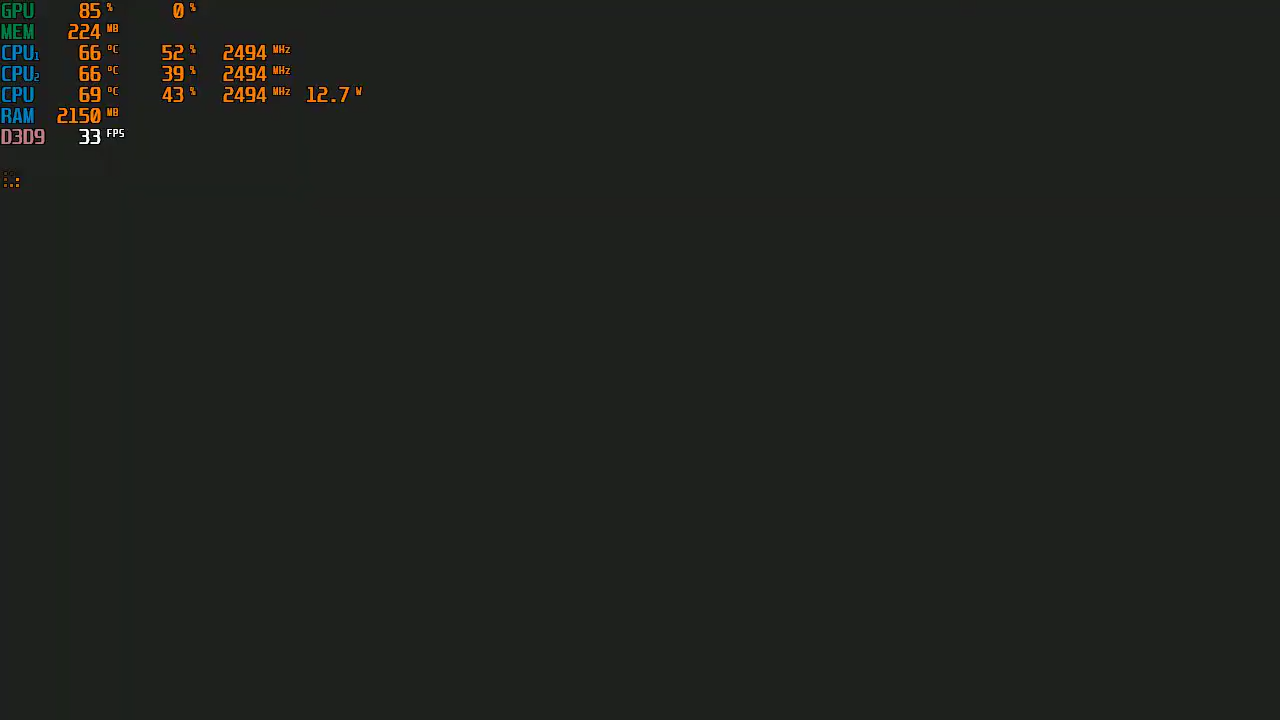 GPU 85 % 0 %
MEM 224 MB
CPU1 66 °C 52 % 2494 MHz
CPU2 66 °C 39 % 2494 MHz
CPU 69 °C 43 % 2494 MHz 12.7 W
RAM 2150 MB
D3D9 33 FPS